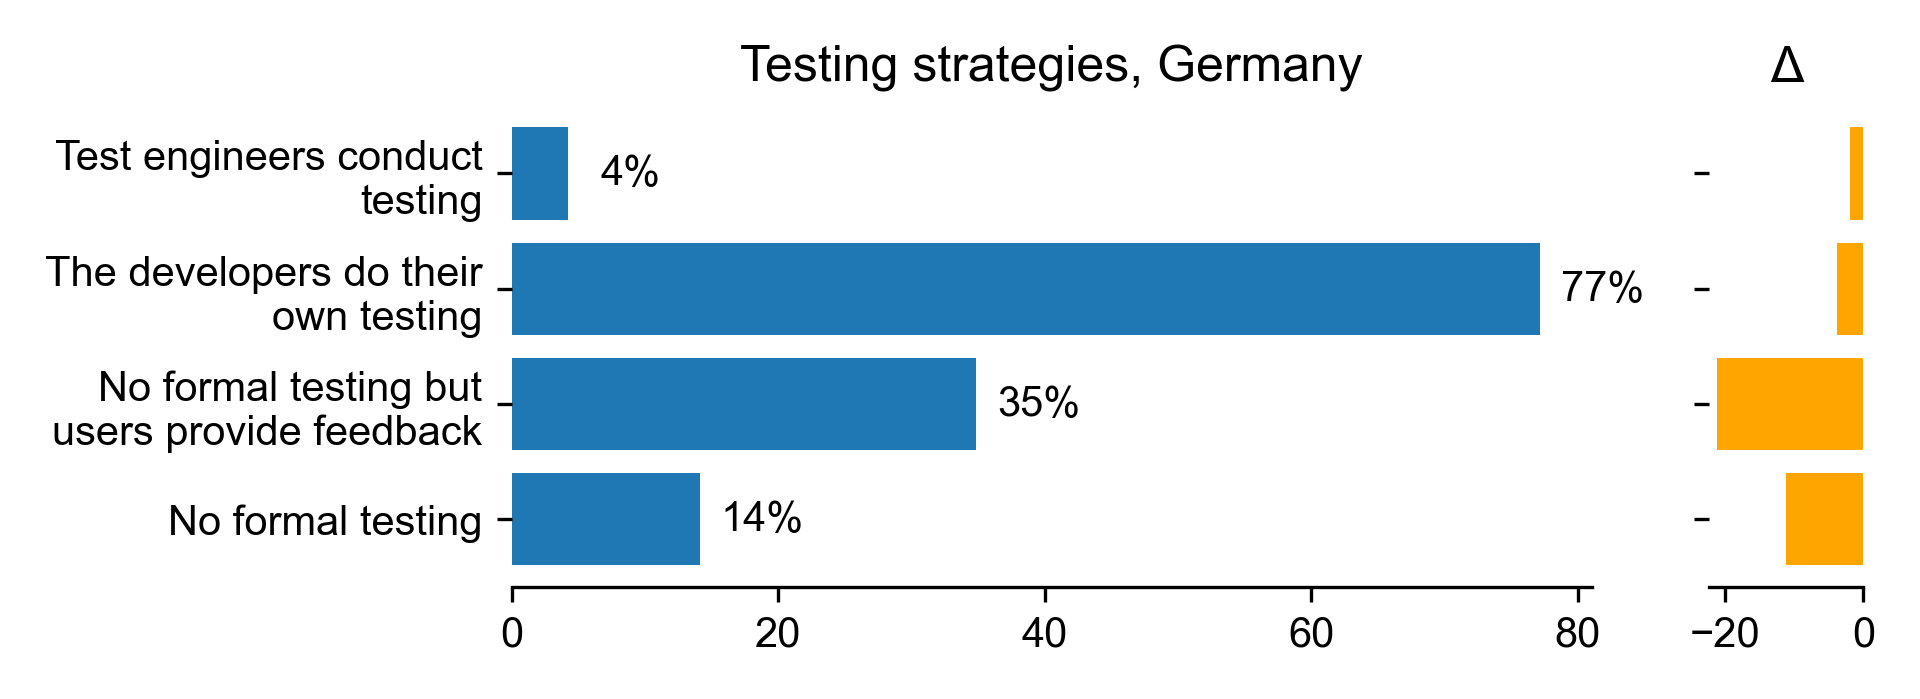 Testing strategies, Germany
Δ
Test engineers conduct
testing
4%
The developers do their
own testing
77%
No formal testing but
users provide feedback
35%
No formal testing
14%
0 20 40 60 80
−20 0